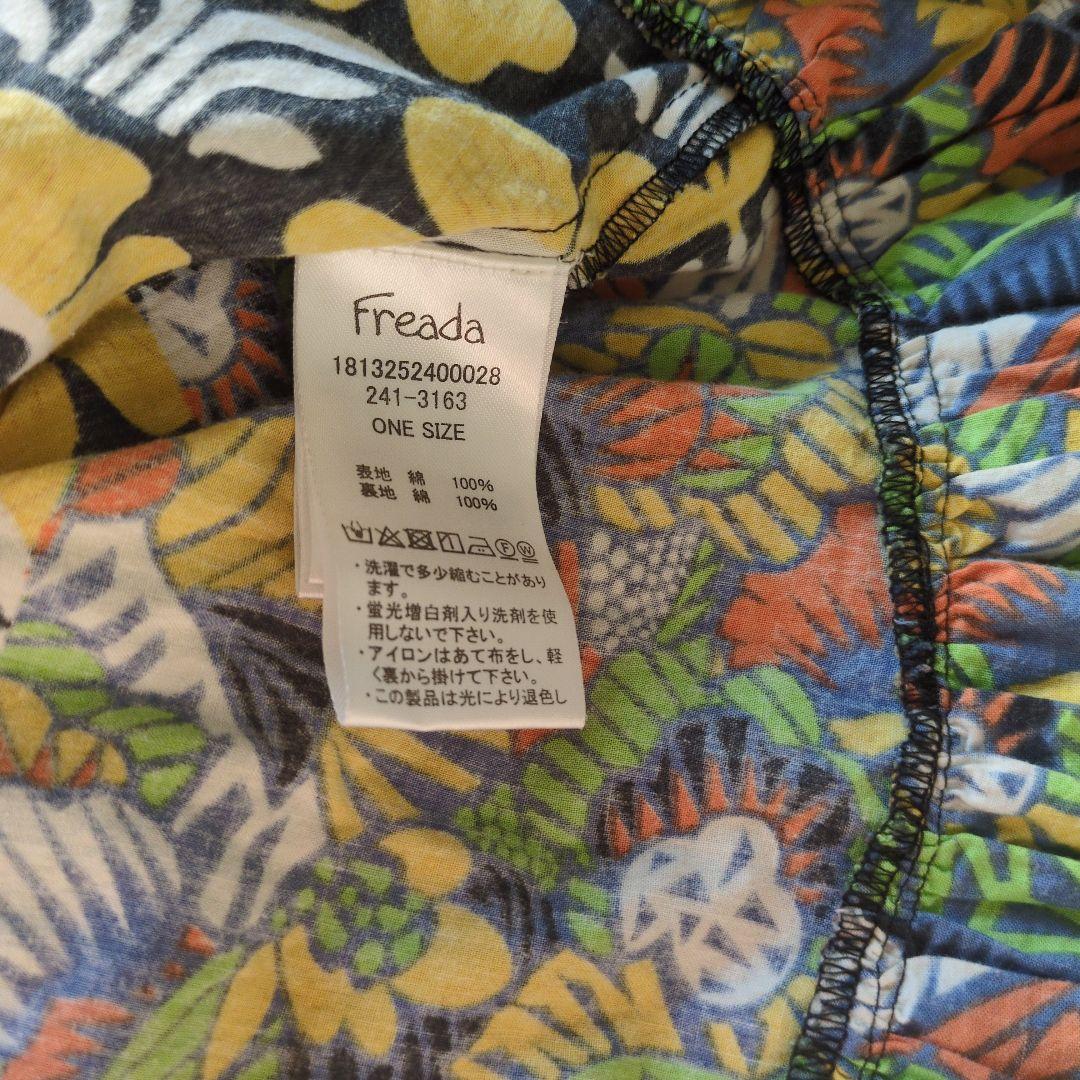 Freada
1813252400028
241-3163
ONE SIZE
表地 綿 100%
裏地 綿 100%
・洗濯で多少縮むことがあり
ます。
・蛍光増白剤入り洗剤を使
用しないで下さい。
・アイロンはあて布をし、軽
く裏から掛けて下さい。
・この製品は光により退色し